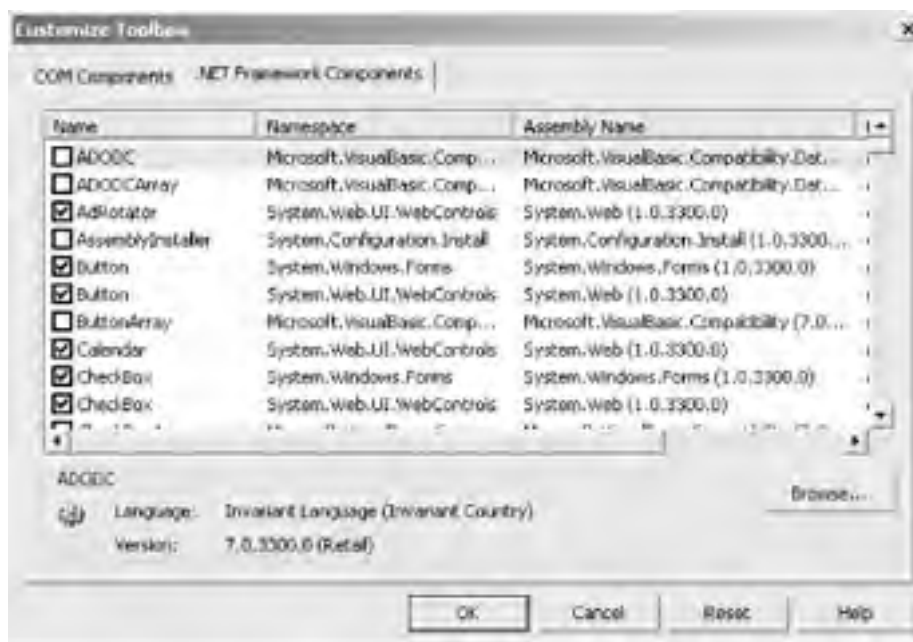 Customize Toolbox
COM Components .NET Framework Components
Name Namespace Assembly Name
ADODC Microsoft.VisualBasic.Comp... Microsoft.VisualBasic.Compatibility.Dat...
ADODCArray Microsoft.VisualBasic.Comp... Microsoft.VisualBasic.Compatibility.Dat...
AdRotator System.Web.UI.WebControls System.Web (1.0.3300.0)
AssemblyInstaller System.Configuration.Install System.Configuration.Install (1.0.3300....
Button System.Windows.Forms System.Windows.Forms (1.0.3300.0)
Button System.Web.UI.WebControls System.Web (1.0.3300.0)
ButtonArray Microsoft.VisualBasic.Comp... Microsoft.VisualBasic.Compatibility (7.0....
Calendar System.Web.UI.WebControls System.Web (1.0.3300.0)
CheckBox System.Windows.Forms System.Windows.Forms (1.0.3300.0)
CheckBox System.Web.UI.WebControls System.Web (1.0.3300.0)
ADODC
Browse...
Language: Invariant Language (Invariant Country)
Version: 7.0.3300.0 (Retail)
OK Cancel Reset Help